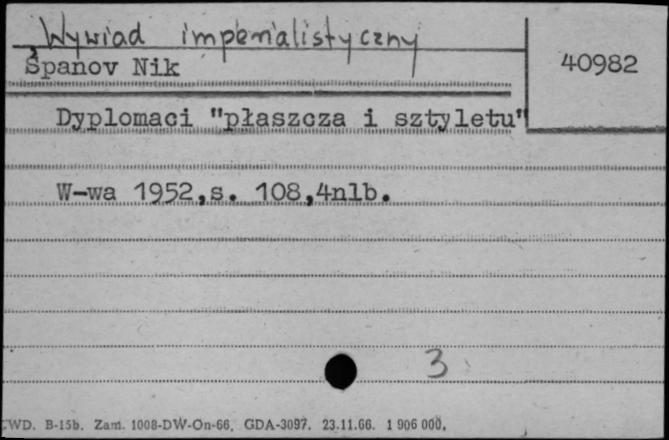 Wywiad imperialistyczny
Španov Nik
40982
Dyplomaci "płaszcza i sztyletu"
W-wa 1952,s. 108,4nlb.
3
CWD. B-15b. Zam. 1008-DW-On-66. GDA-3097. 23.11.66. 1 906 000.